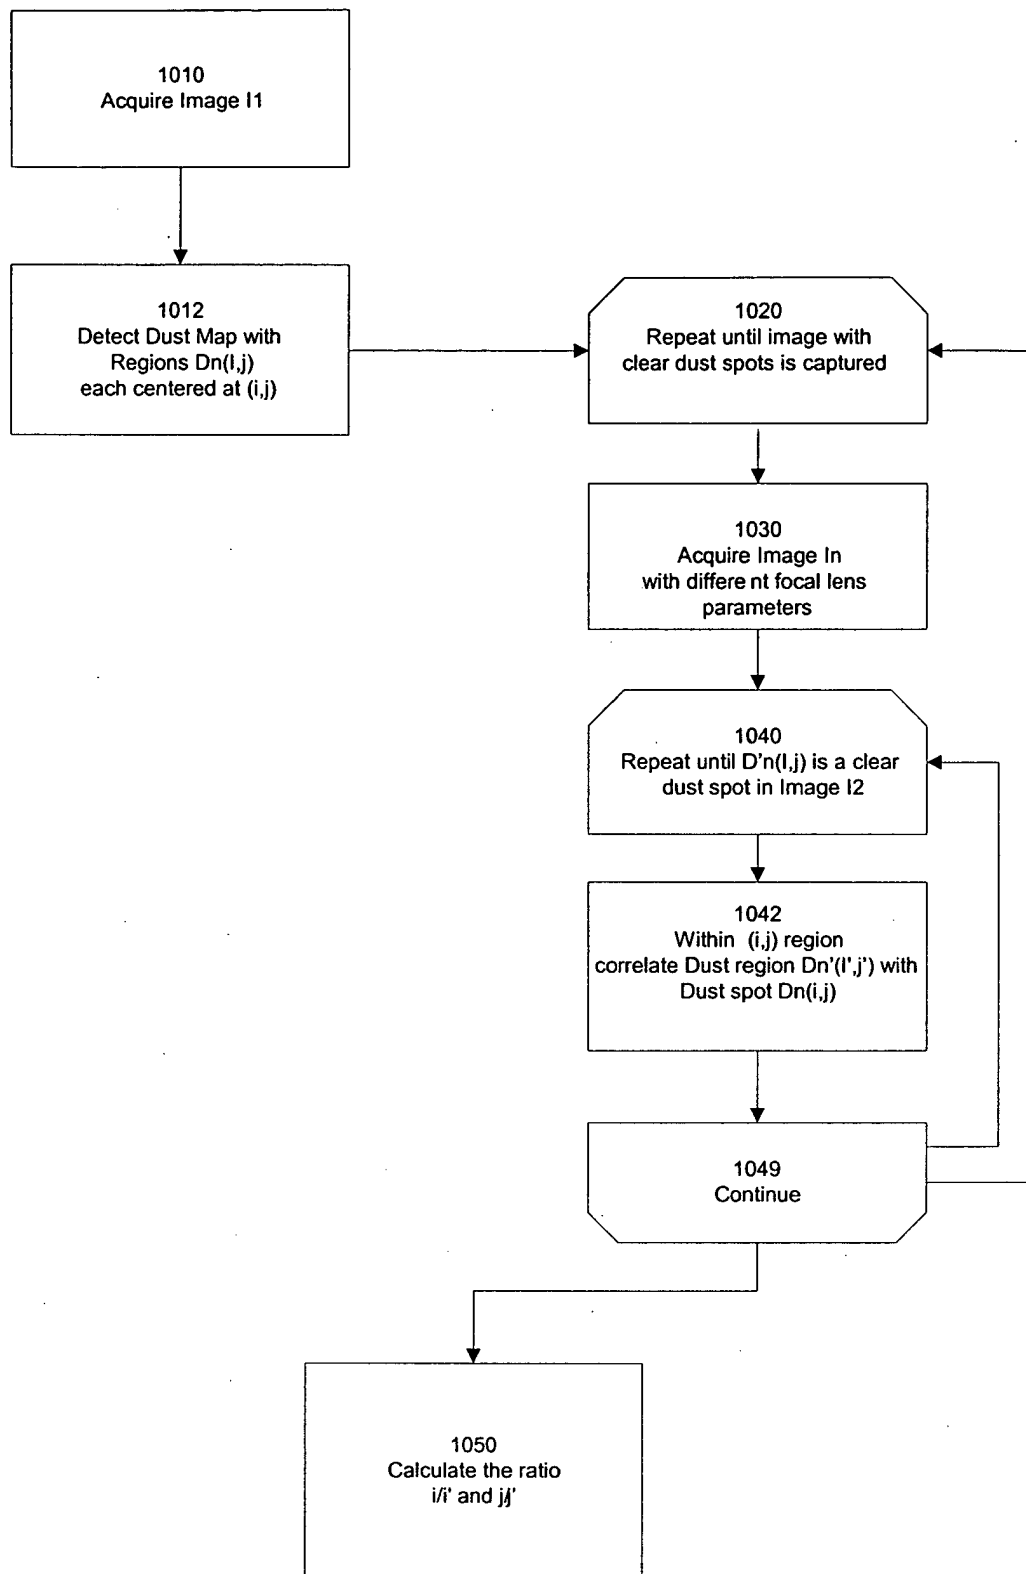 1010
Acquire Image I1
1012
Detect Dust Map with
Regions Dn(I,j)
each centered at (i,j)
1020
Repeat until image with
clear dust spots is captured
1030
Acquire Image In
with different focal lens
parameters
1040
Repeat until D'n(I,j) is a clear
dust spot in Image I2
1042
Within (i,j) region
correlate Dust region Dn'(I',j') with
Dust spot Dn(i,j)
1049
Continue
1050
Calculate the ratio
i/i' and j/j'